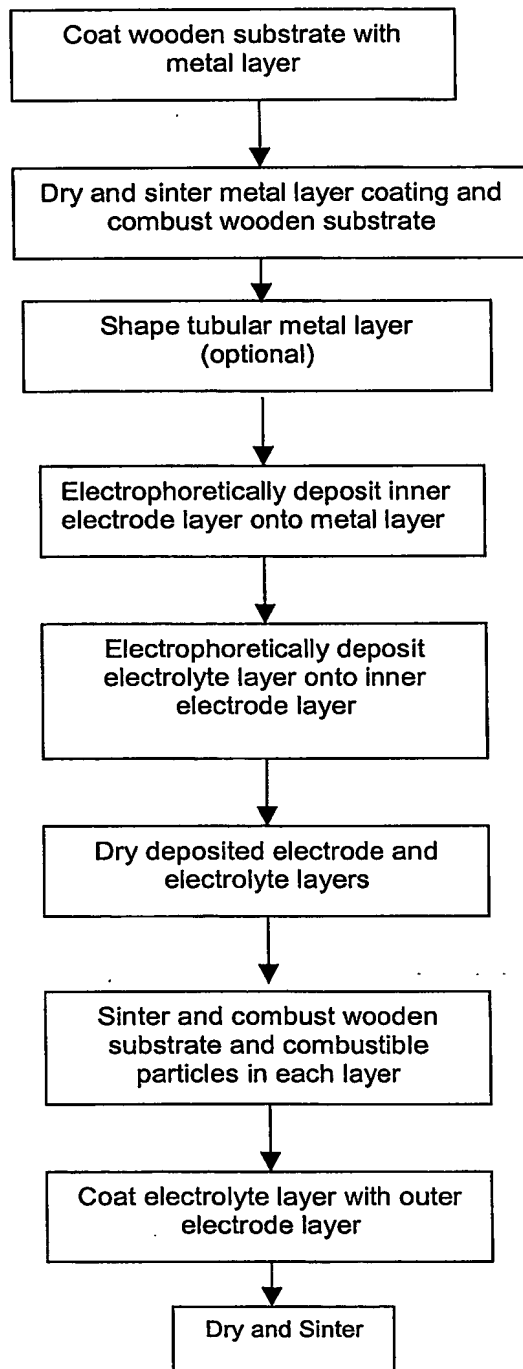 Coat wooden substrate with
metal layer
Dry and sinter metal layer coating and
combust wooden substrate
Shape tubular metal layer
(optional)
Electrophoretically deposit inner
electrode layer onto metal layer
Electrophoretically deposit
electrolyte layer onto inner
electrode layer
Dry deposited electrode and
electrolyte layers
Sinter and combust wooden
substrate and combustible
particles in each layer
Coat electrolyte layer with outer
electrode layer
Dry and Sinter